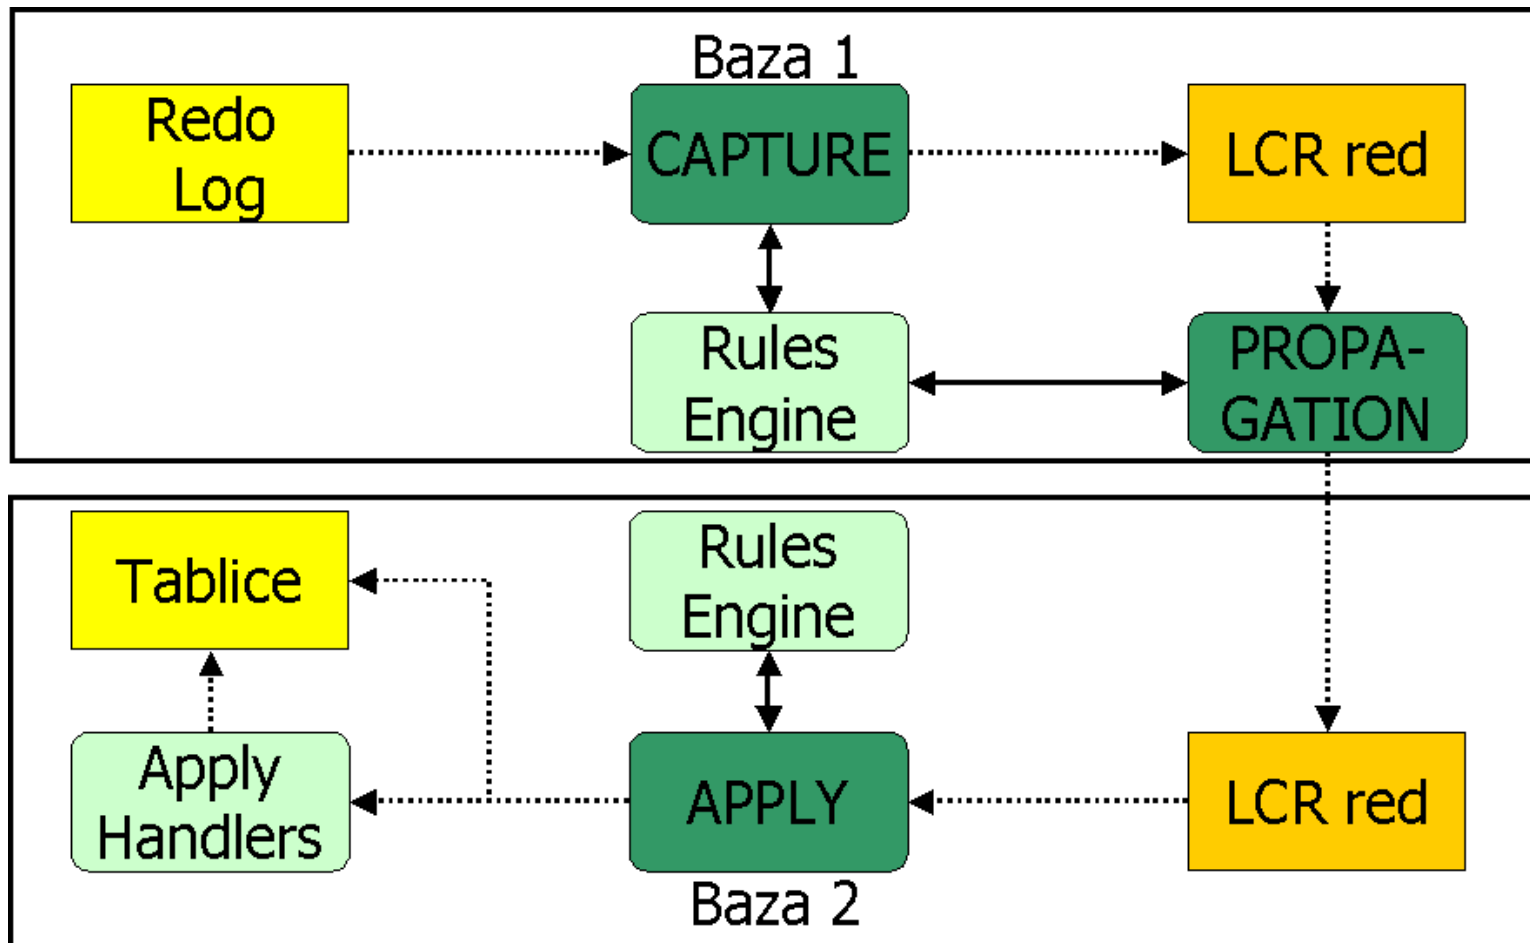 Baza 1
Redo
Log
CAPTURE
LCR red
Rules
Engine
PROPA-
GATION
Tablice
Rules
Engine
Apply
Handlers
APPLY
LCR red
Baza 2